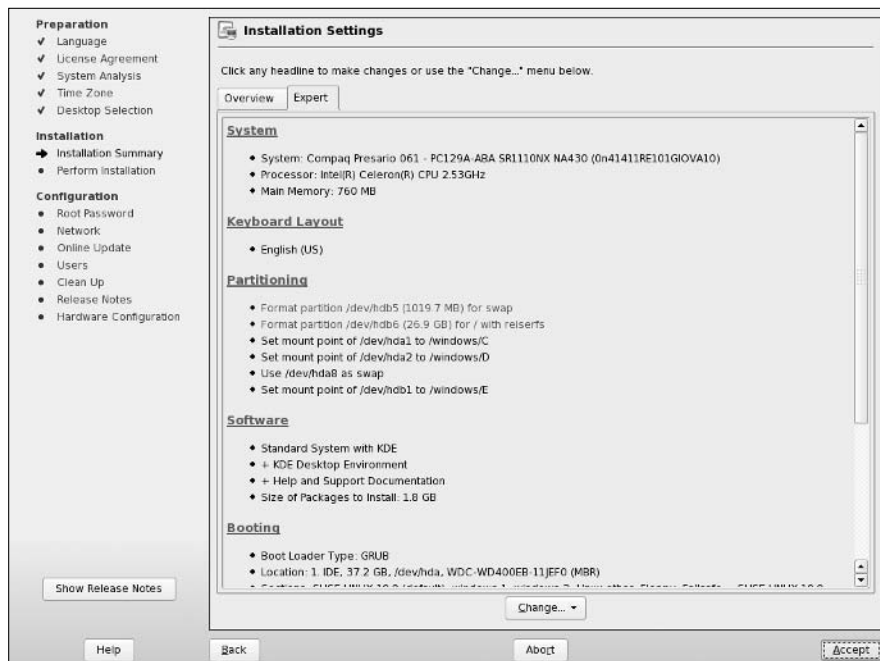 Preparation
Language
License Agreement
System Analysis
Time Zone
Desktop Selection
Installation
Installation Summary
Perform Installation
Configuration
Root Password
Network
Online Update
Users
Clean Up
Release Notes
Hardware Configuration
Show Release Notes
Installation Settings
Click any headline to make changes or use the "Change..." menu below.
Overview
Expert
System
System: Compaq Presario 061 - PC129A-ABA SR1110NX NA430 (0n41411RE101GIOVA10)
Processor: Intel(R) Celeron(R) CPU 2.53GHz
Main Memory: 760 MB
Keyboard Layout
English (US)
Partitioning
Format partition /dev/hdb5 (1019.7 MB) for swap
Format partition /dev/hdb6 (26.9 GB) for / with reiserfs
Set mount point of /dev/hda1 to /windows/C
Set mount point of /dev/hda2 to /windows/D
Use /dev/hda8 as swap
Set mount point of /dev/hdb1 to /windows/E
Software
Standard System with KDE
+ KDE Desktop Environment
+ Help and Support Documentation
Size of Packages to Install: 1.8 GB
Booting
Boot Loader Type: GRUB
Location: 1. IDE, 37.2 GB, /dev/hda, WDC-WD400EB-11JEF0 (MBR)
Change...
Help
Back
Abort
Accept